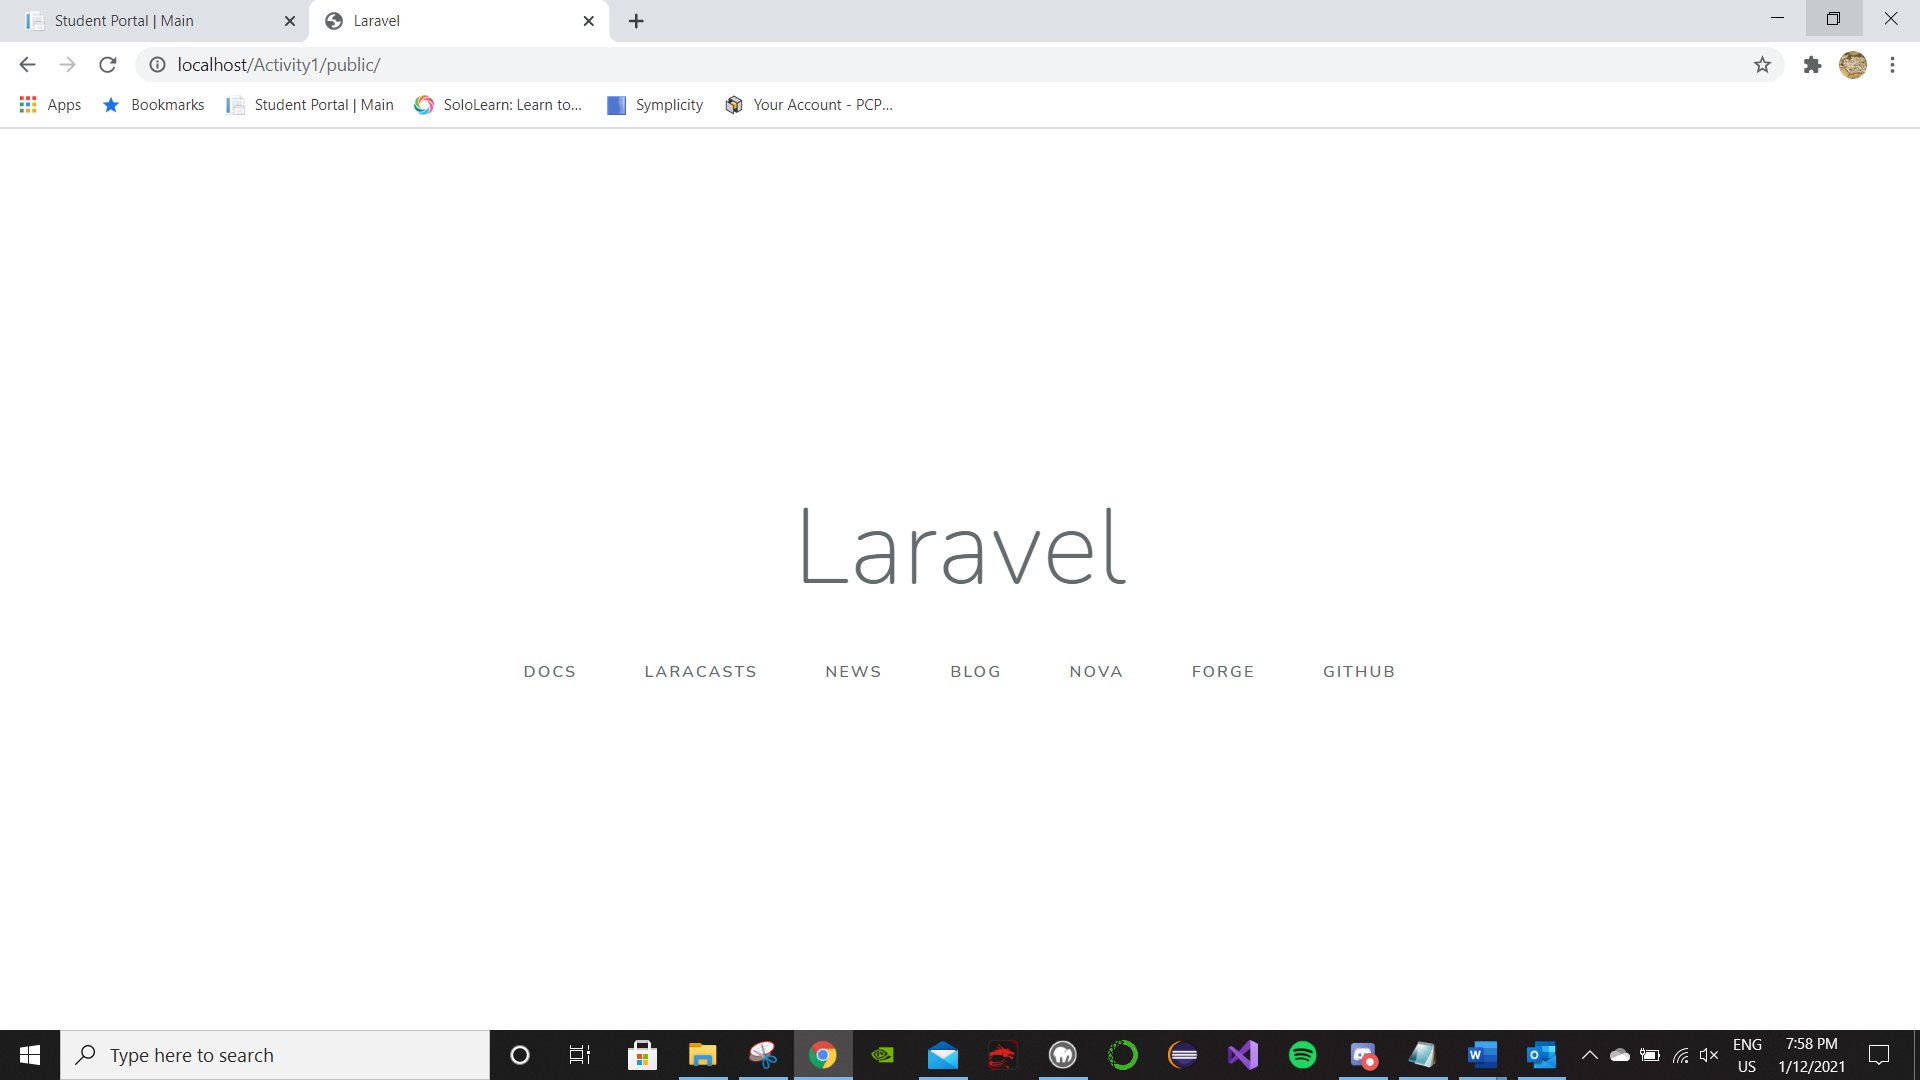 Student Portal | Main
Laravel
localhost/Activity1/public/
Apps
Bookmarks
Student Portal | Main
SoloLearn: Learn to...
Symplicity
Your Account - PCP...
Laravel
DOCS
LARACASTS
NEWS
BLOG
NOVA
FORGE
GITHUB
Type here to search
ENG
US
7:58 PM
1/12/2021